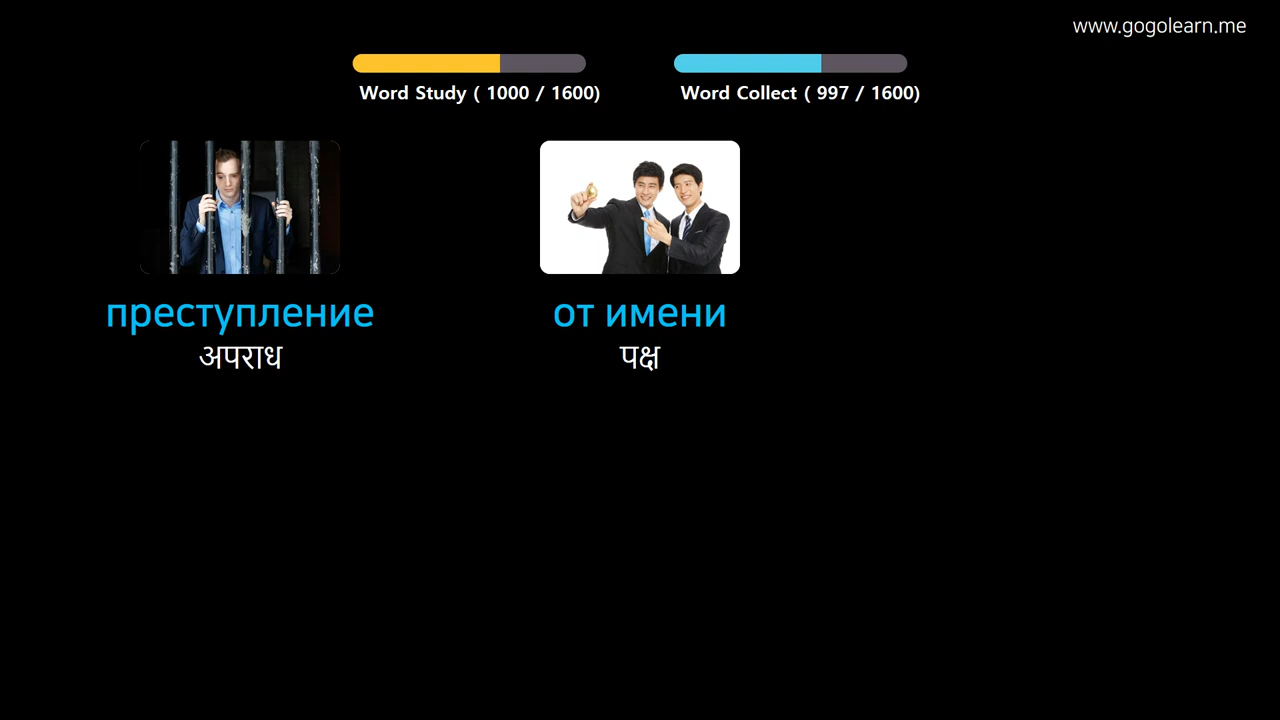 www.gogolearn.me
Word Study ( 1000 / 1600)
Word Collect ( 997 / 1600)
преступление
अपराध
от имени
पक्ष